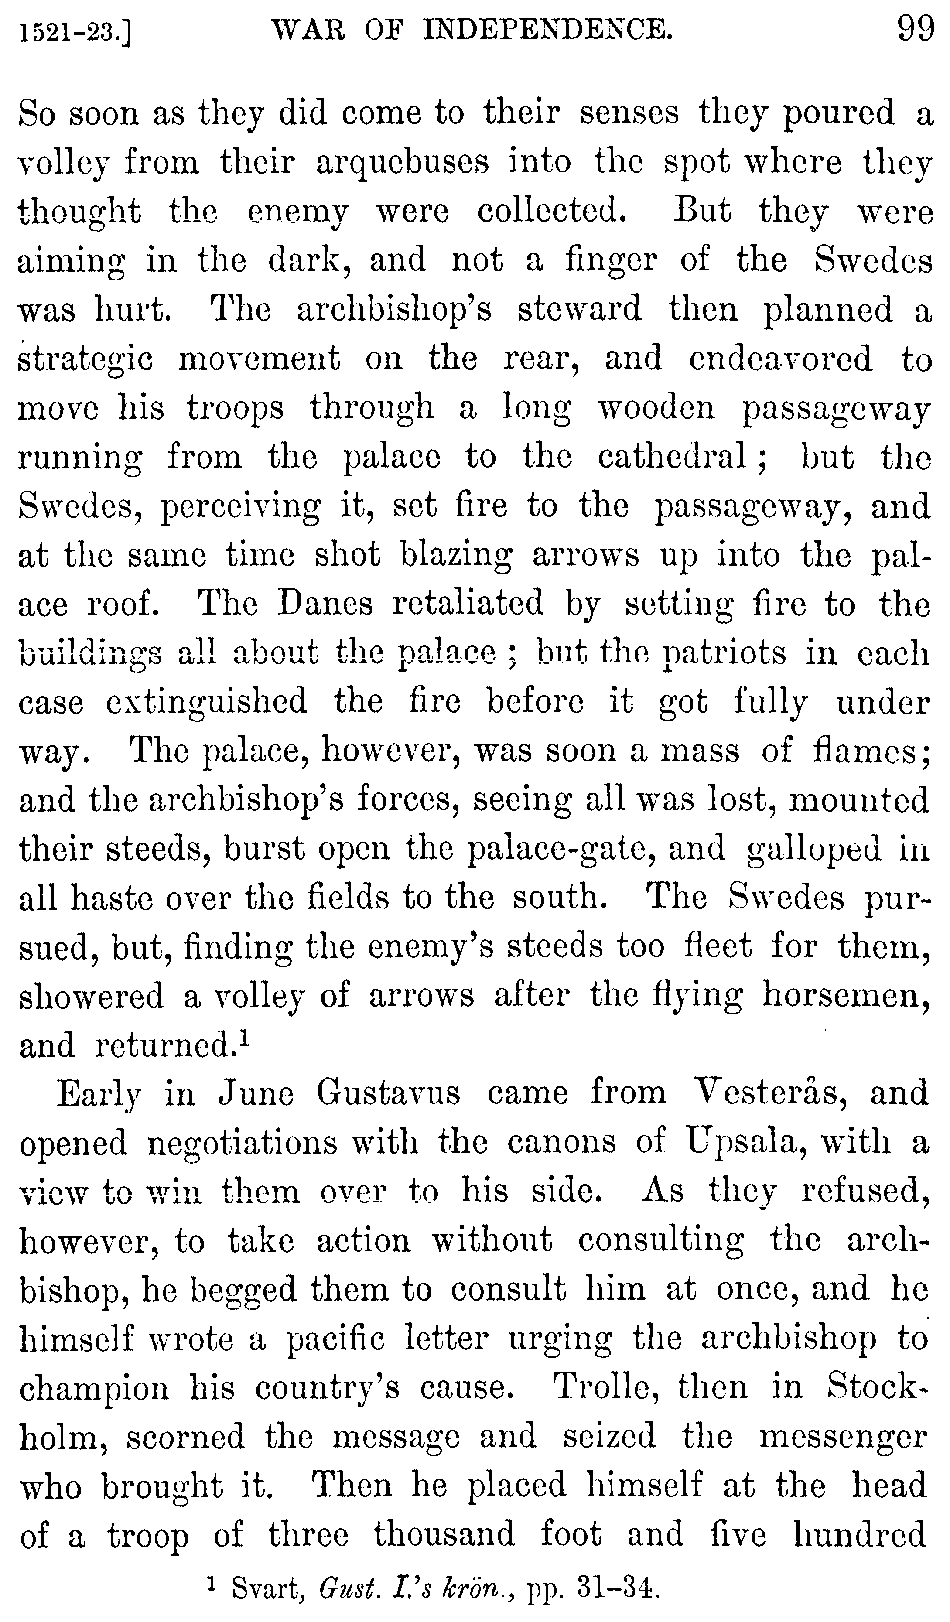 1521-23.] WAR OF INDEPENDENCE. 99
So soon as they did come to their senses they poured a
volley from their arquebuses into the spot where they
thought the enemy were collected. But they were
aiming in the dark, and not a finger of the Swedes
was hurt. The archbishop's steward then planned a
strategic movement on the rear, and endeavored to
move his troops through a long wooden passageway
running from the palace to the cathedral; but the
Swedes, perceiving it, set fire to the passageway, and
at the same time shot blazing arrows up into the pal-
ace roof. The Danes retaliated by setting fire to the
buildings all about the palace; but the patriots in each
case extinguished the fire before it got fully under
way. The palace, however, was soon a mass of flames;
and the archbishop's forces, seeing all was lost, mounted
their steeds, burst open the palace-gate, and galloped in
all haste over the fields to the south. The Swedes pur-
sued, but, finding the enemy's steeds too fleet for them,
showered a volley of arrows after the flying horsemen,
and returned.¹
Early in June Gustavus came from Vesterås, and
opened negotiations with the canons of Upsala, with a
view to win them over to his side. As they refused,
however, to take action without consulting the arch-
bishop, he begged them to consult him at once, and he
himself wrote a pacific letter urging the archbishop to
champion his country's cause. Trolle, then in Stock-
holm, scorned the message and seized the messenger
who brought it. Then he placed himself at the head
of a troop of three thousand foot and five hundred
¹ Svart, Gust. I.'s krön., pp. 31-34.